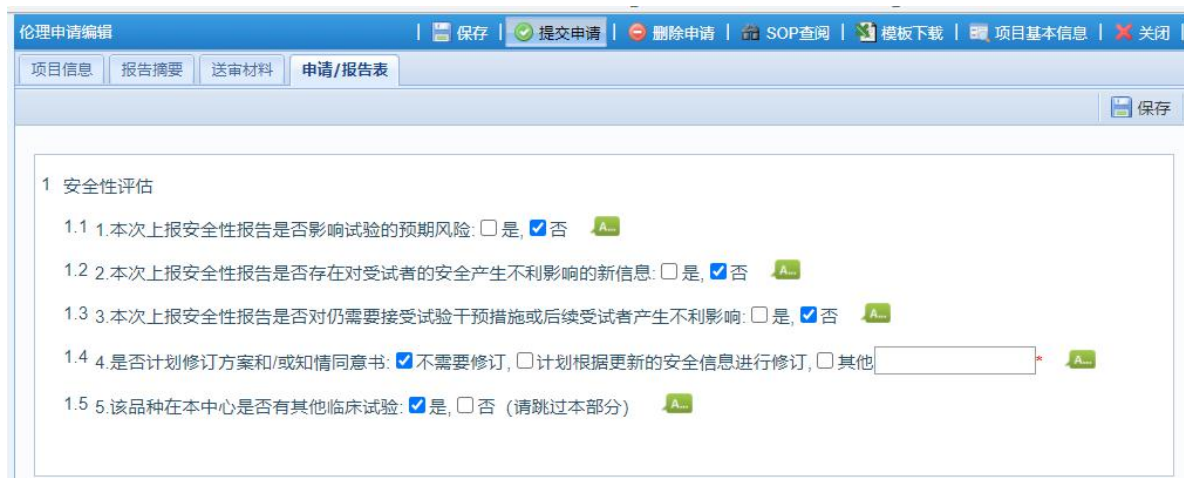 伦理申请编辑 | 保存 | 提交申请 | 删除申请 | SOP查阅 | 模板下载 | 项目基本信息 | 关闭 |
项目信息 报告摘要 送审材料 申请/报告表
保存
1 安全性评估
1.1 1.本次上报安全性报告是否影响试验的预期风险: 是, 否 A...
1.2 2.本次上报安全性报告是否存在对受试者的安全产生不利影响的新信息: 是, 否 A...
1.3 3.本次上报安全性报告是否对仍需要接受试验干预措施或后续受试者产生不利影响: 是, 否 A...
1.4 4.是否计划修订方案和/或知情同意书: 不需要修订, 计划根据更新的安全信息进行修订, 其他 * A...
1.5 5.该品种在本中心是否有其他临床试验: 是, 否 (请跳过本部分) A...